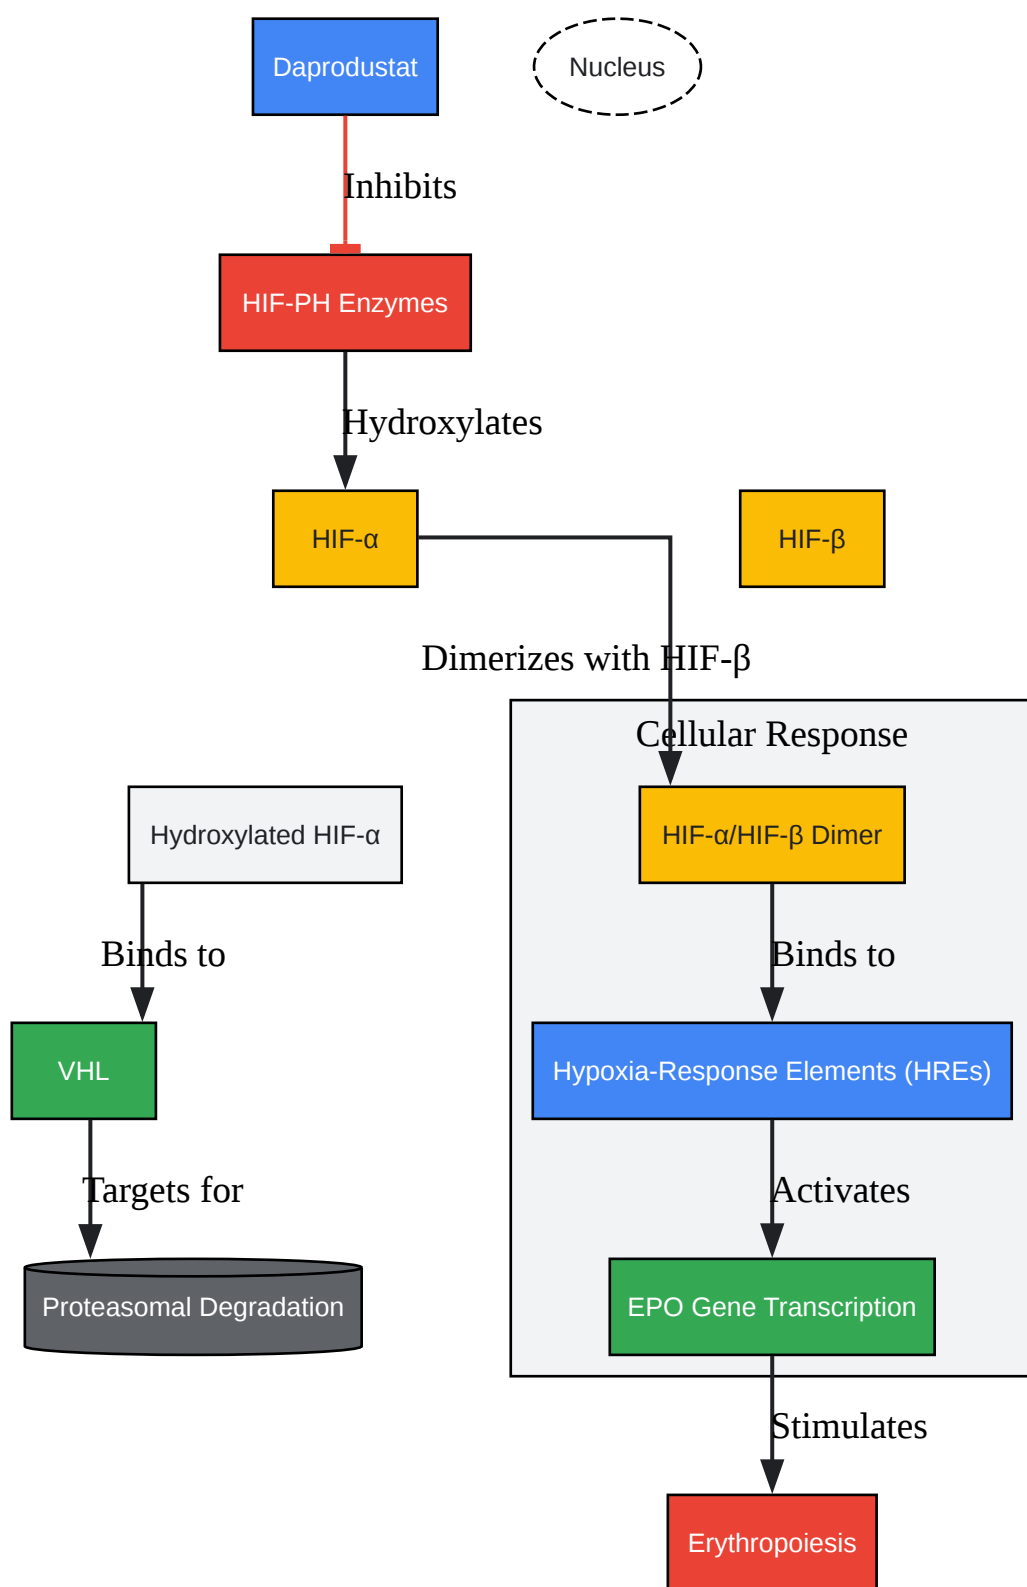 Daprodustat
Nucleus
Inhibits
HIF-PH Enzymes
Hydroxylates
HIF-α
HIF-β
Dimerizes with HIF-β
Cellular Response
Hydroxylated HIF-α
HIF-α/HIF-β Dimer
Binds to
Binds to
VHL
Hypoxia-Response Elements (HREs)
Targets for
Activates
Proteasomal Degradation
EPO Gene Transcription
Stimulates
Erythropoiesis